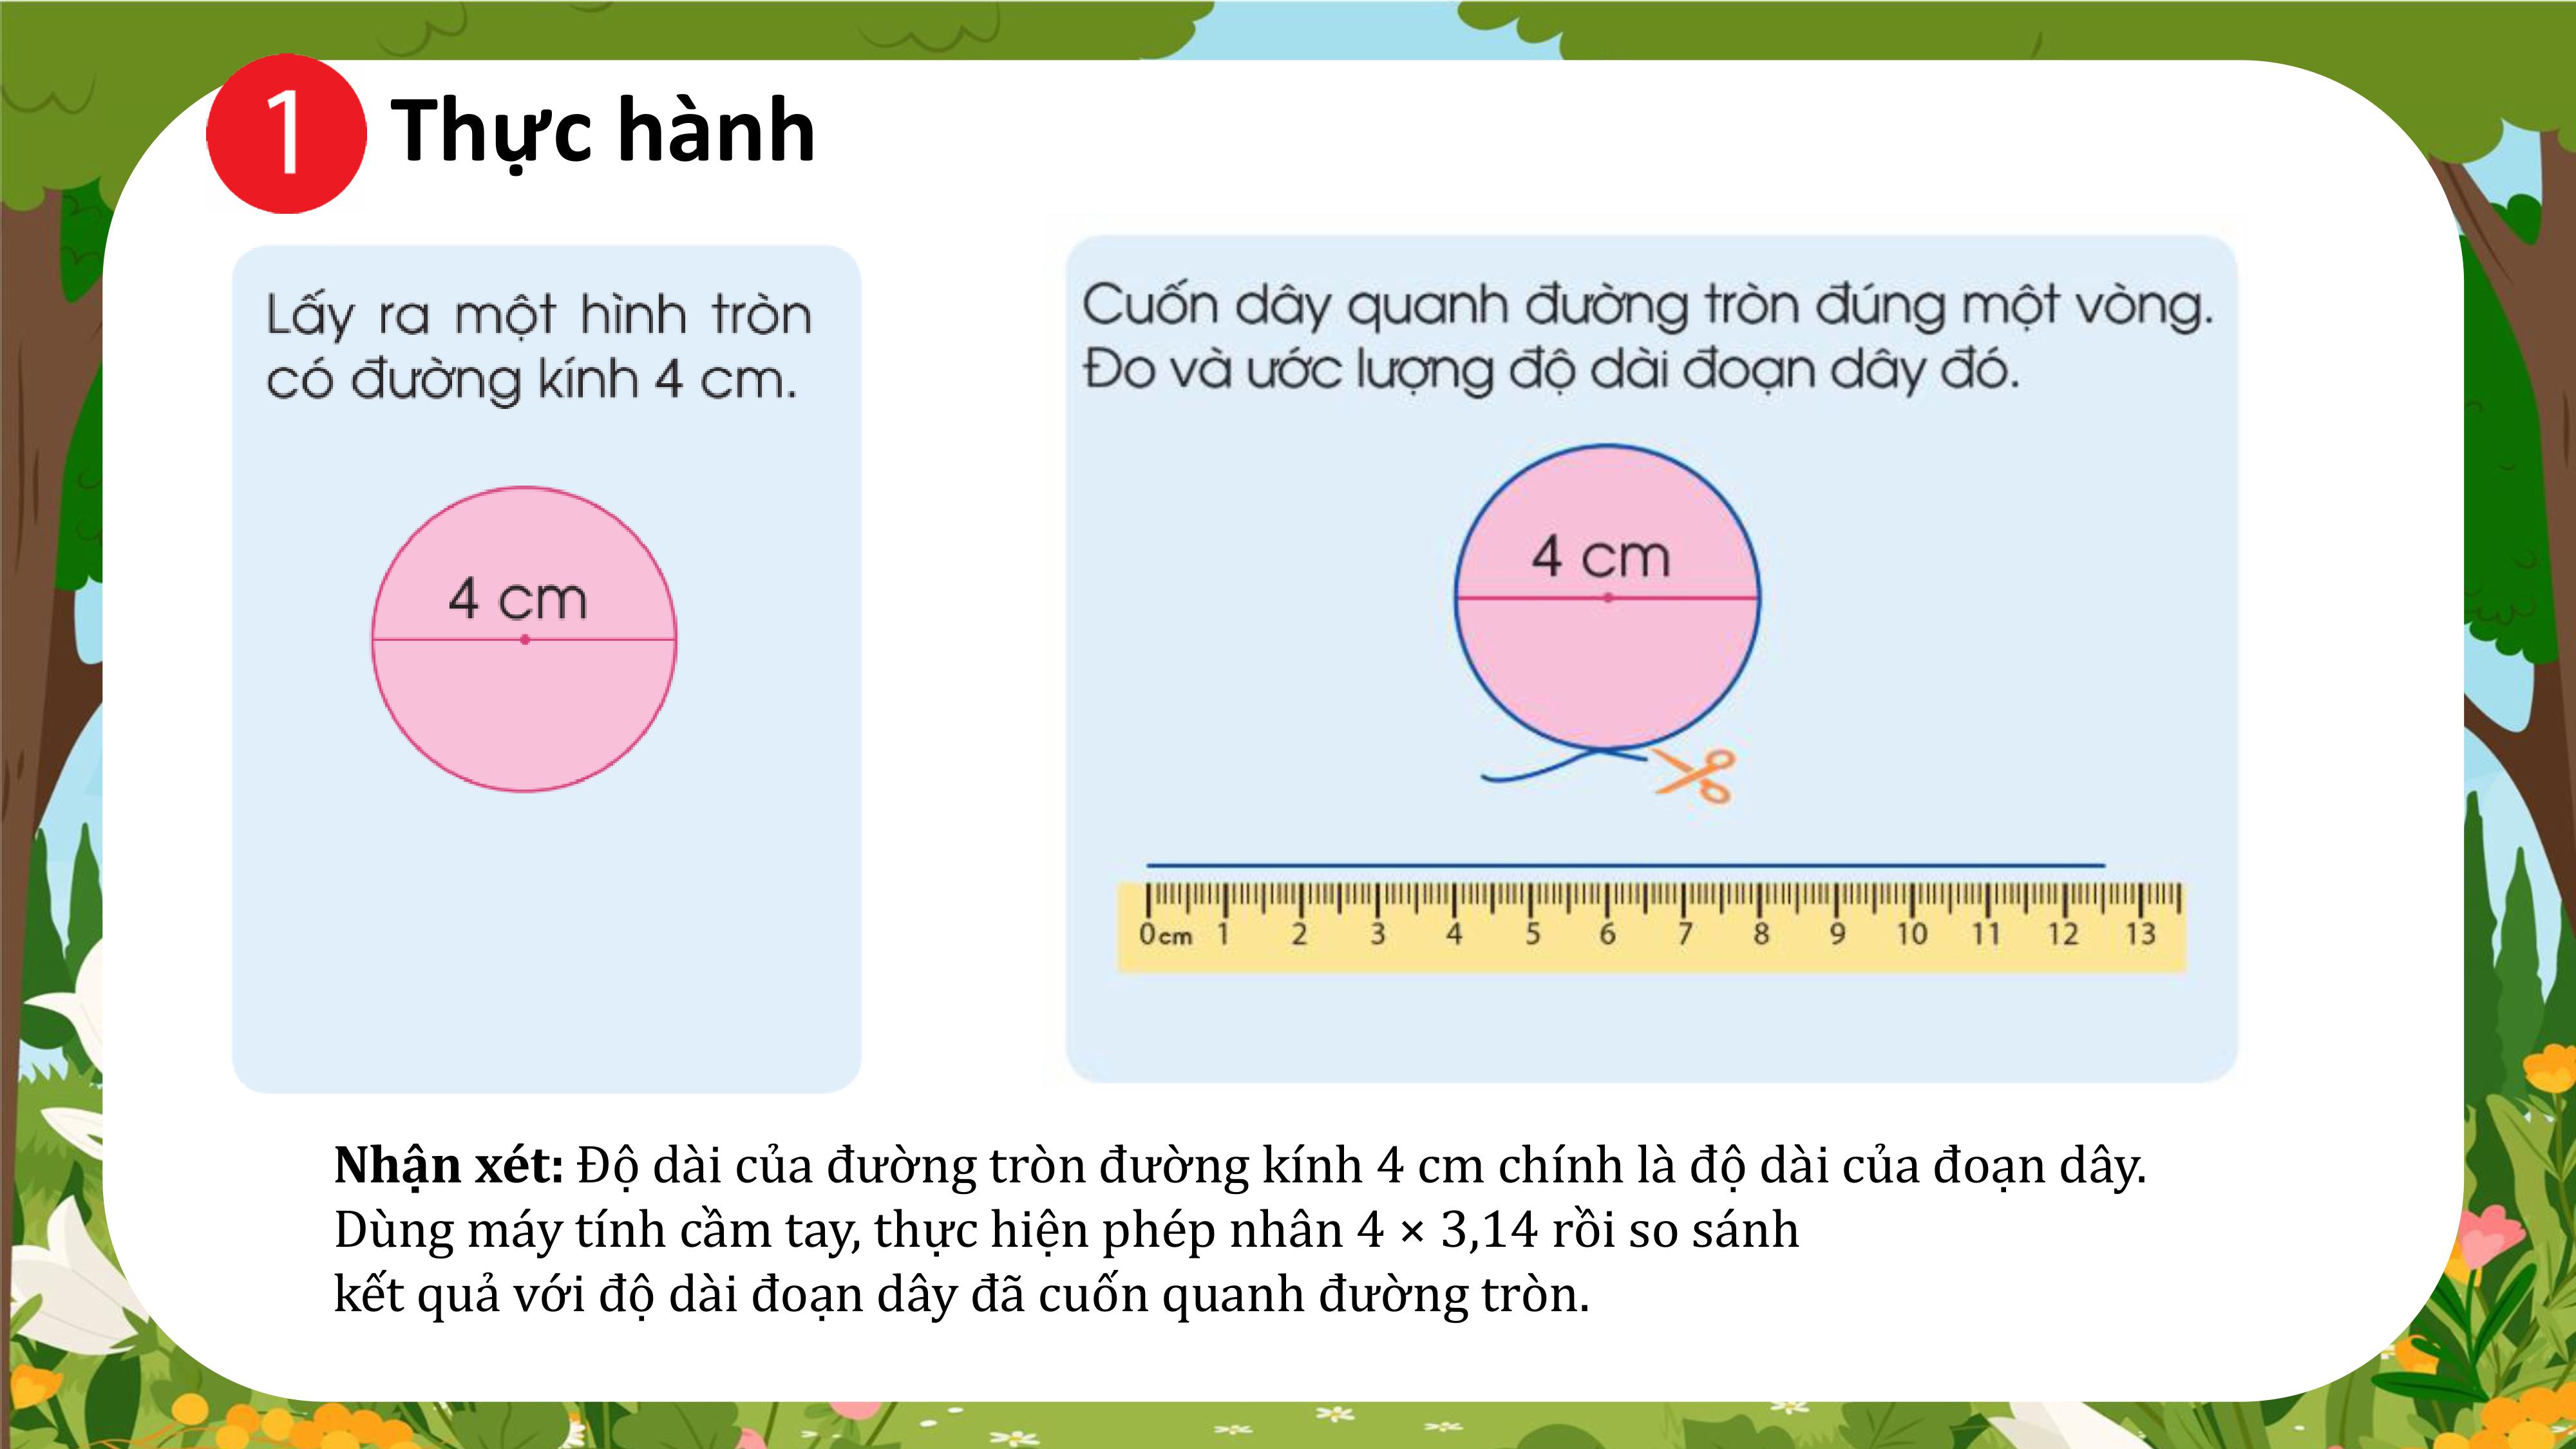 1 Thực hành
Lấy ra một hình tròn
có đường kính 4 cm.
4 cm
Cuốn dây quanh đường tròn đúng một vòng.
Đo và ước lượng độ dài đoạn dây đó.
4 cm
0 cm 1 2 3 4 5 6 7 8 9 10 11 12 13
Nhận xét: Độ dài của đường tròn đường kính 4 cm chính là độ dài của đoạn dây.
Dùng máy tính cầm tay, thực hiện phép nhân 4 × 3,14 rồi so sánh
kết quả với độ dài đoạn dây đã cuốn quanh đường tròn.